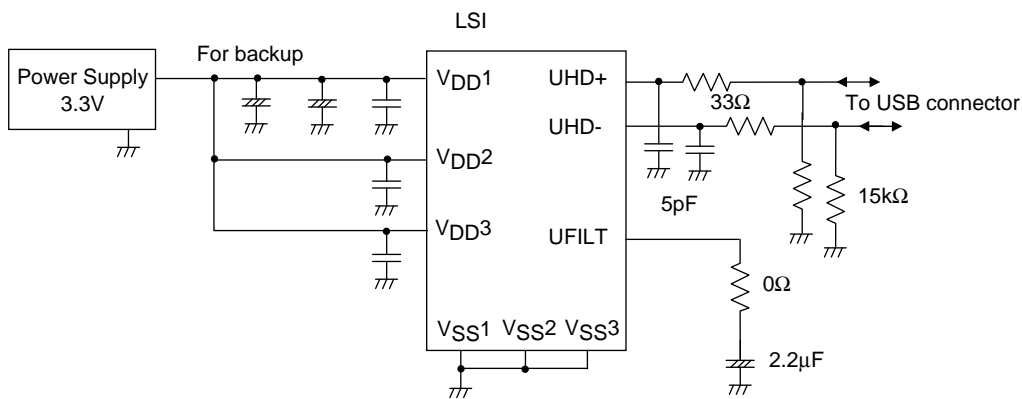 LSI
For backup
Power Supply
3.3V
VDD1
VDD2
VDD3
UHD+
UHD-
UFILT
VSS1 VSS2 VSS3
33Ω
To USB connector
5pF
15kΩ
0Ω
2.2μF